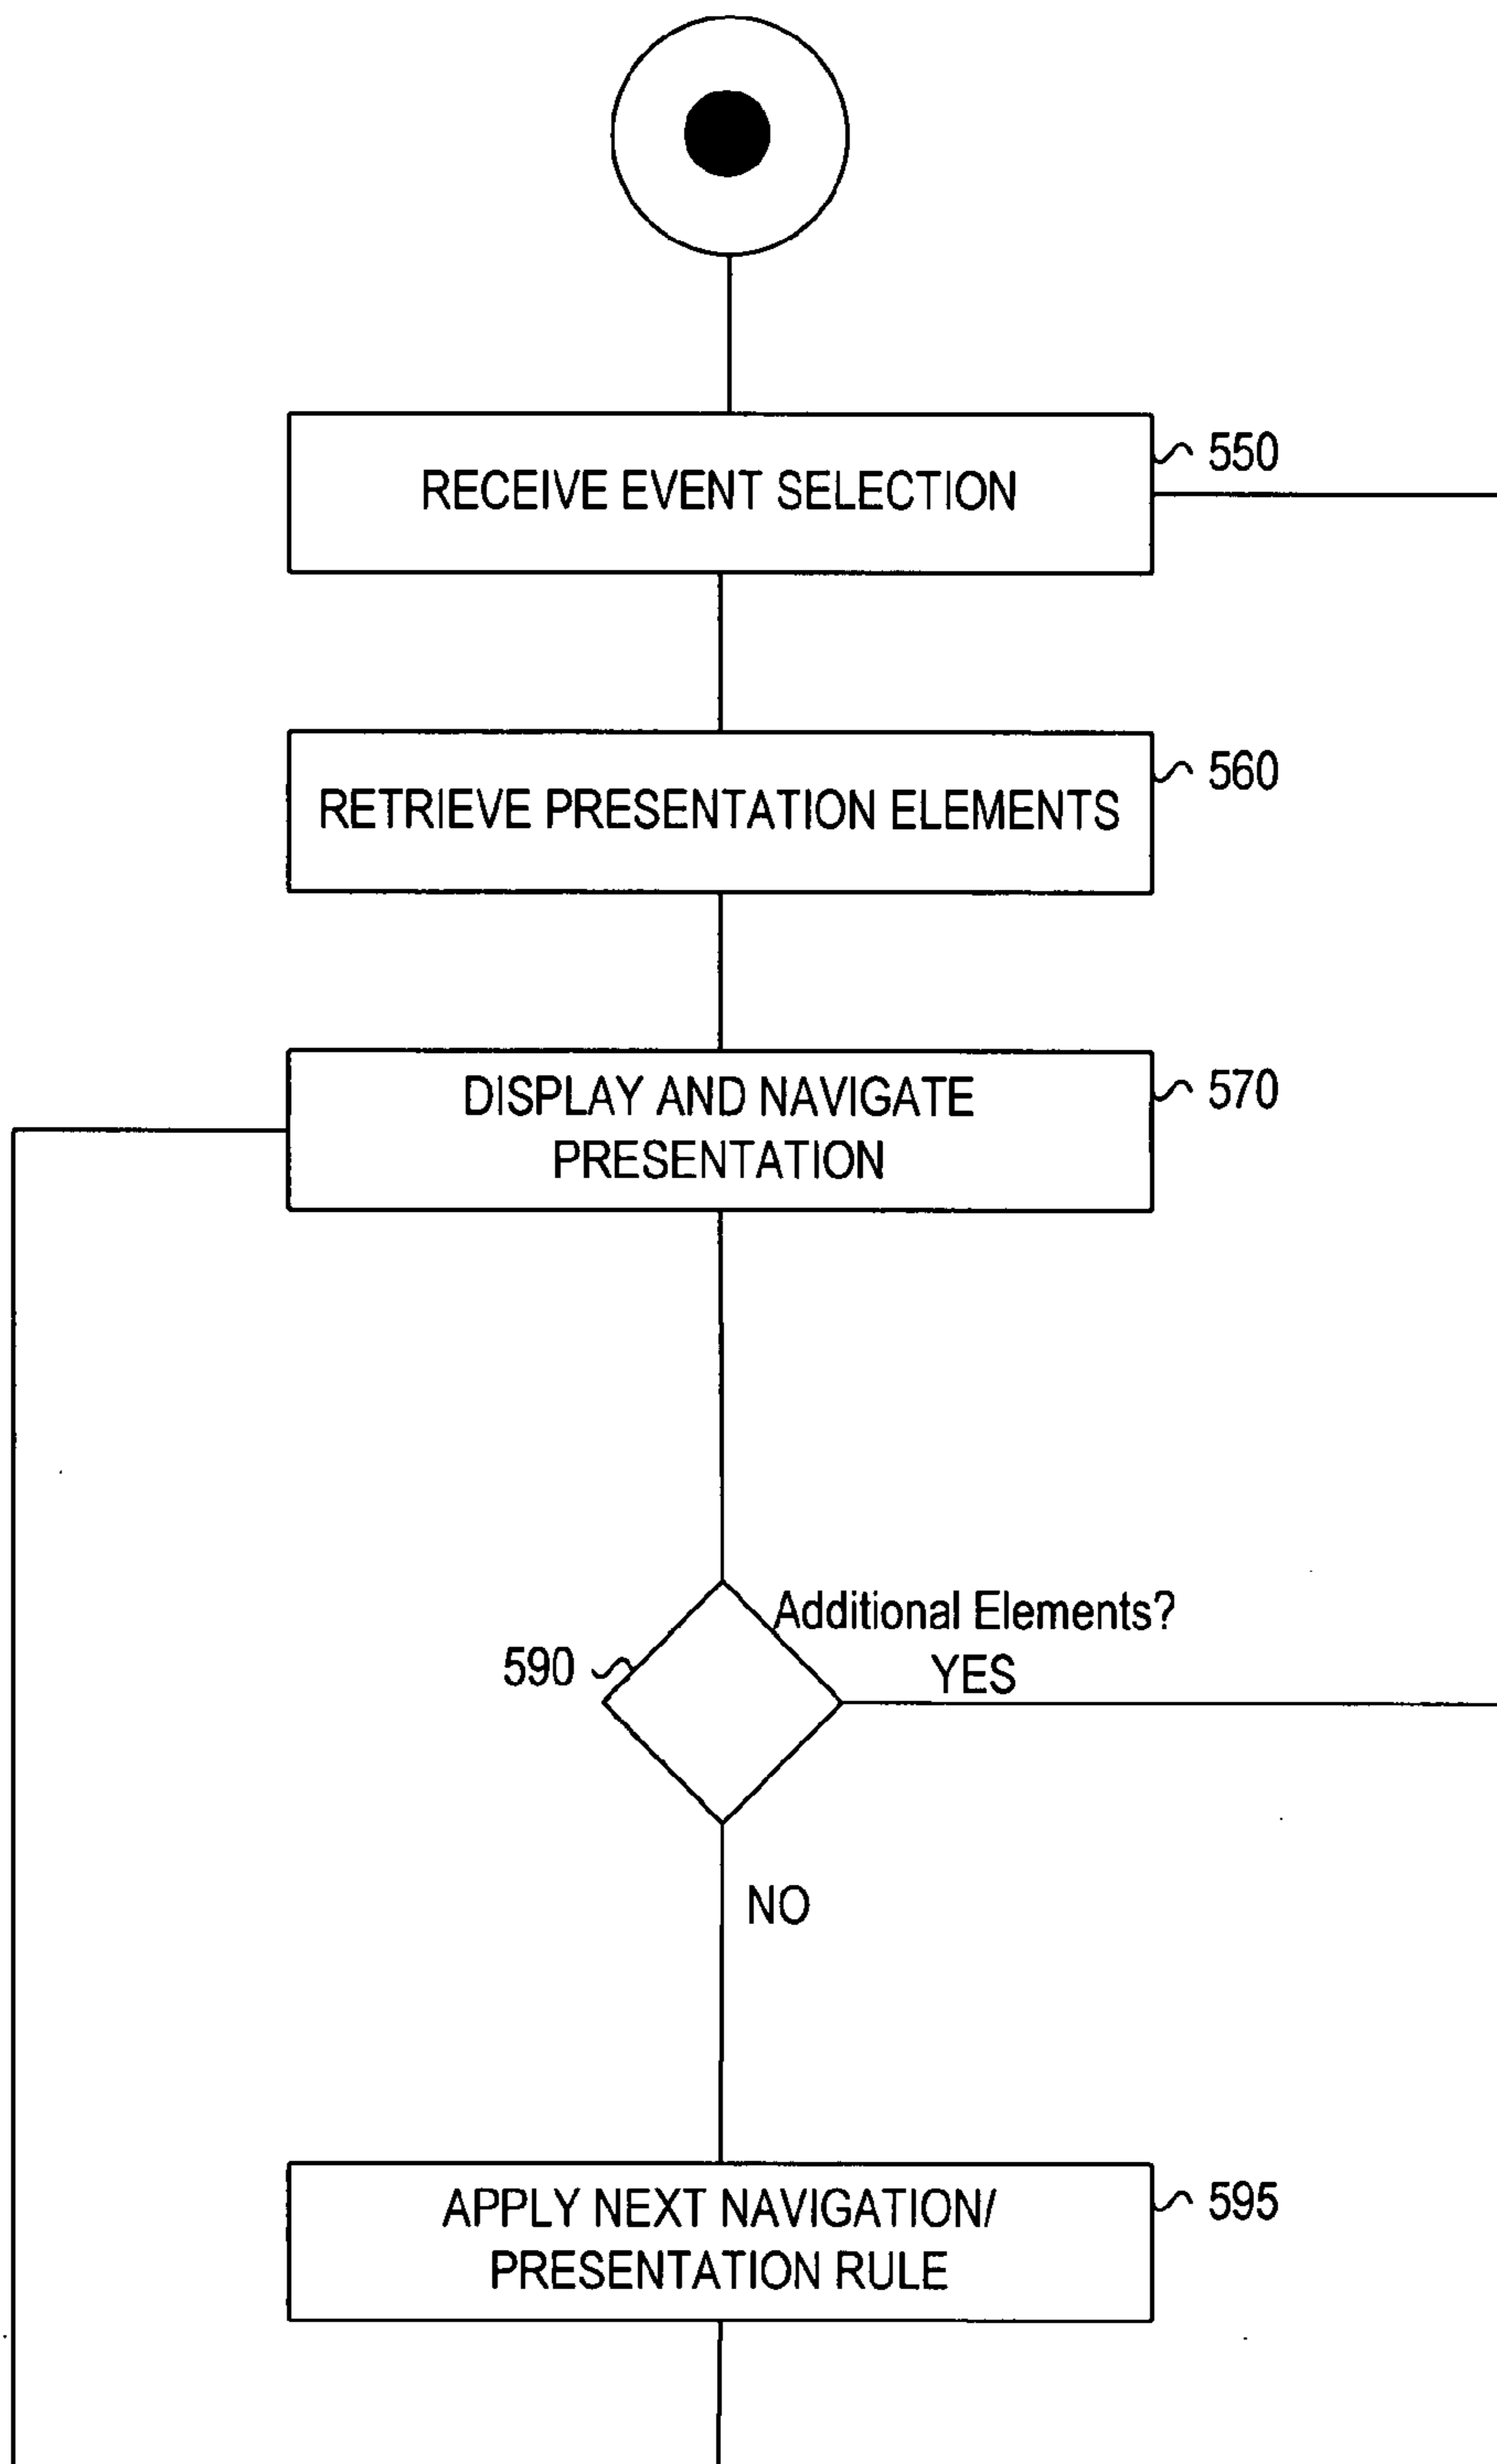 RECEIVE EVENT SELECTION
550
RETRIEVE PRESENTATION ELEMENTS
560
DISPLAY AND NAVIGATE
PRESENTATION
570
Additional Elements?
590
YES
NO
APPLY NEXT NAVIGATION/
PRESENTATION RULE
595